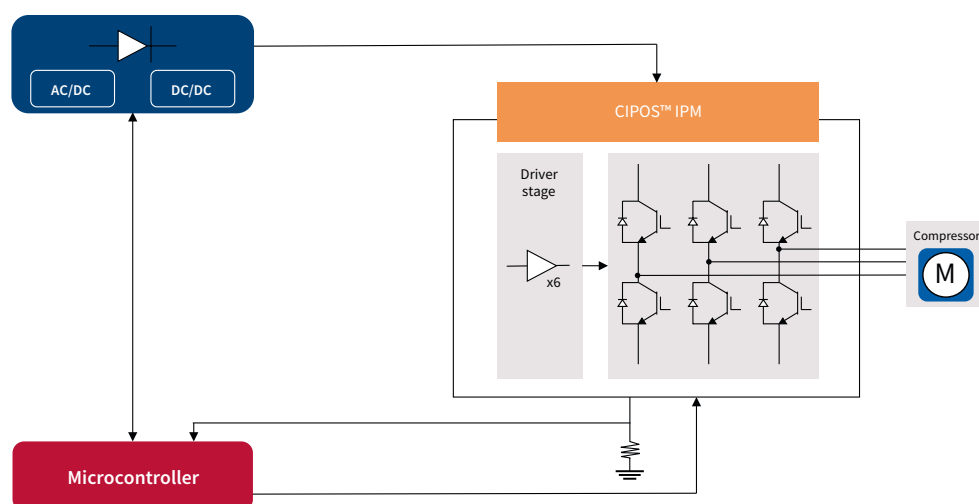 AC/DC
DC/DC
CIPOS™ IPM
Driver
stage
x6
Compressor
M
Microcontroller